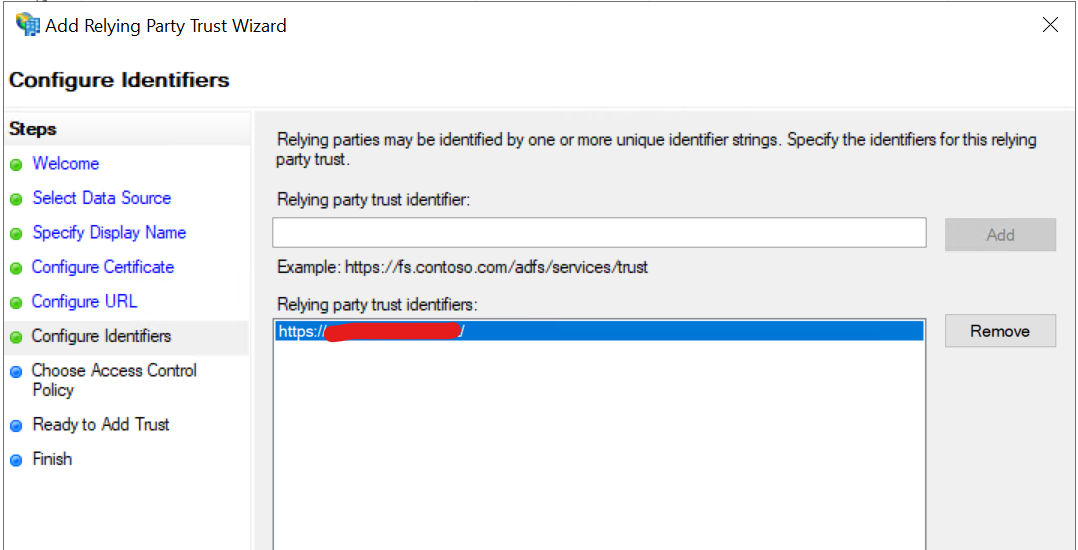 Add Relying Party Trust Wizard
Configure Identifiers
Steps
Welcome
Select Data Source
Specify Display Name
Configure Certificate
Configure URL
Configure Identifiers
Choose Access Control
Policy
Ready to Add Trust
Finish
Relying parties may be identified by one or more unique identifier strings. Specify the identifiers for this relying
party trust.
Relying party trust identifier:
Add
Example: https://fs.contoso.com/adfs/services/trust
Relying party trust identifiers:
https:// /
Remove